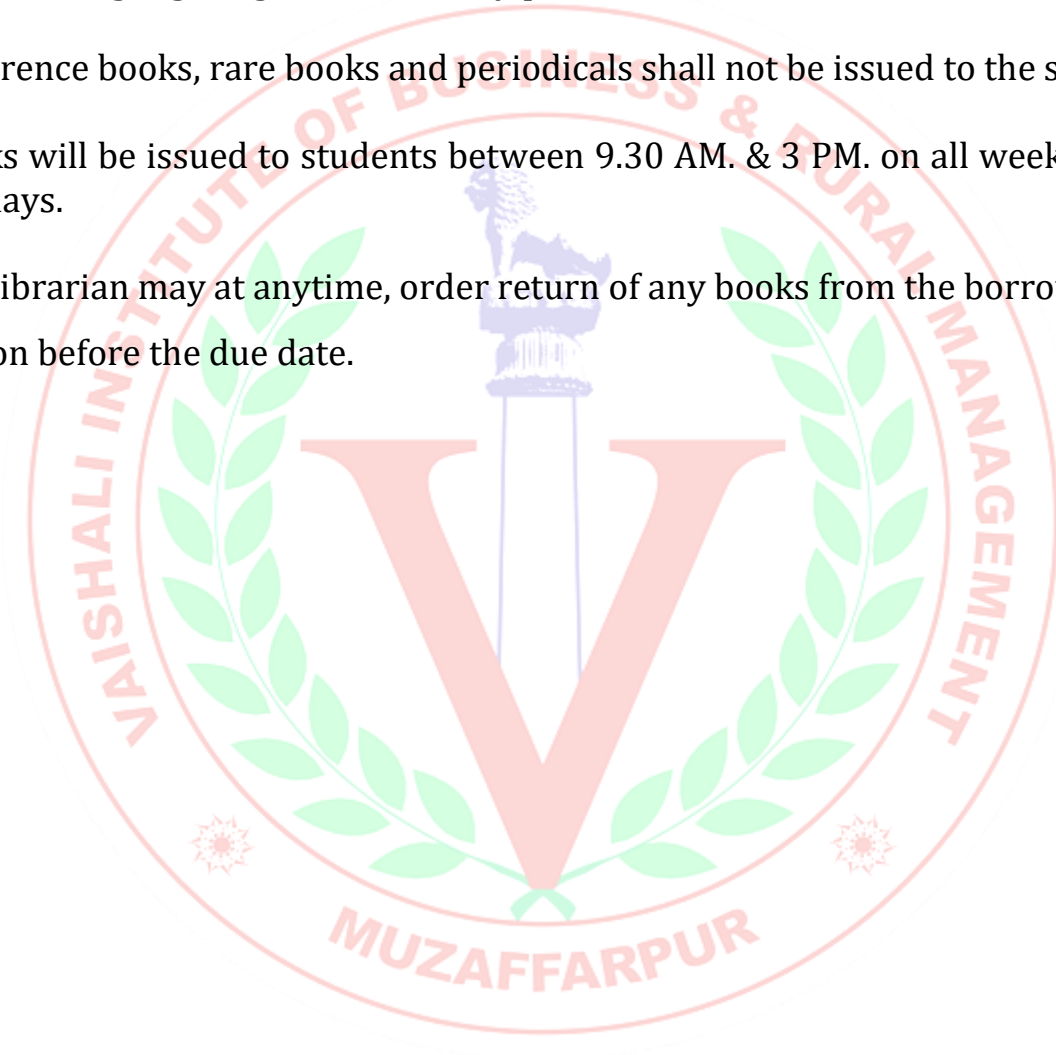 rence books, rare books and periodicals shall not be issued to the s
s will be issued to students between 9.30 AM. & 3 PM. on all week
ays.
ibrarian may at anytime, order return of any books from the borro
on before the due date.
VAISHALI INSTITUTE OF BUSINESS & RURAL MANAGEMENT
V
MUZAFFARPUR